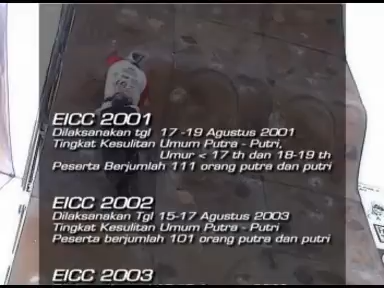 EICC 2001
Dilaksanakan tgl 17 -19 Agustus 2001
Tingkat Kesulitan Umum Putra - Putri,
Umur < 17 th dan 18-19 th
Peserta Berjumlah 111 orang putra dan putri
EICC 2002
Dilaksanakan Tgl 15-17 Agustus 2003
Tingkat Kesulitan Umum Putra - Putri
Peserta berjumlah 101 orang putra dan putri
EICC 2003